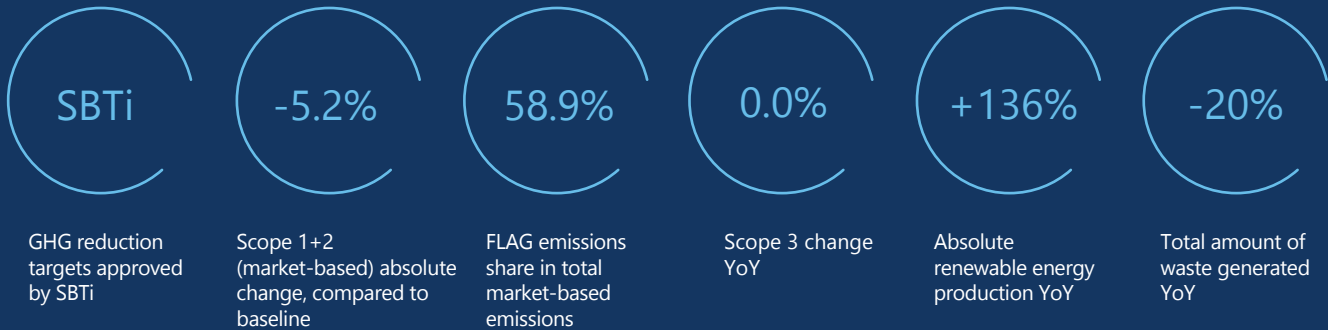 SBTi
GHG reduction
targets approved
by SBTi
-5.2%
Scope 1+2
(market-based) absolute
change, compared to
baseline
58.9%
FLAG emissions
share in total
market-based
emissions
0.0%
Scope 3 change
YoY
+136%
Absolute
renewable energy
production YoY
-20%
Total amount of
waste generated
YoY